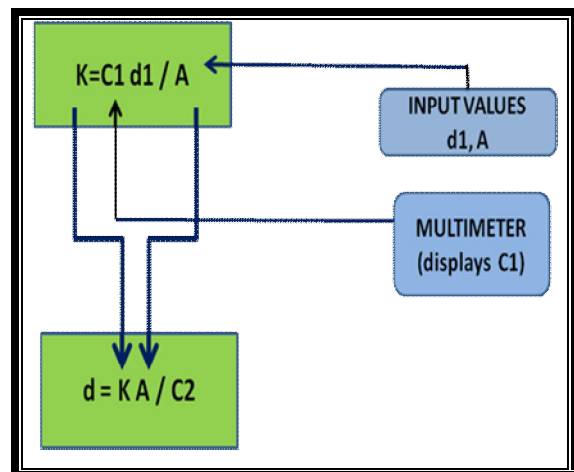 K=C1 d1 / A
INPUT VALUES
d1, A
MULTIMETER
(displays C1)
d = K A / C2